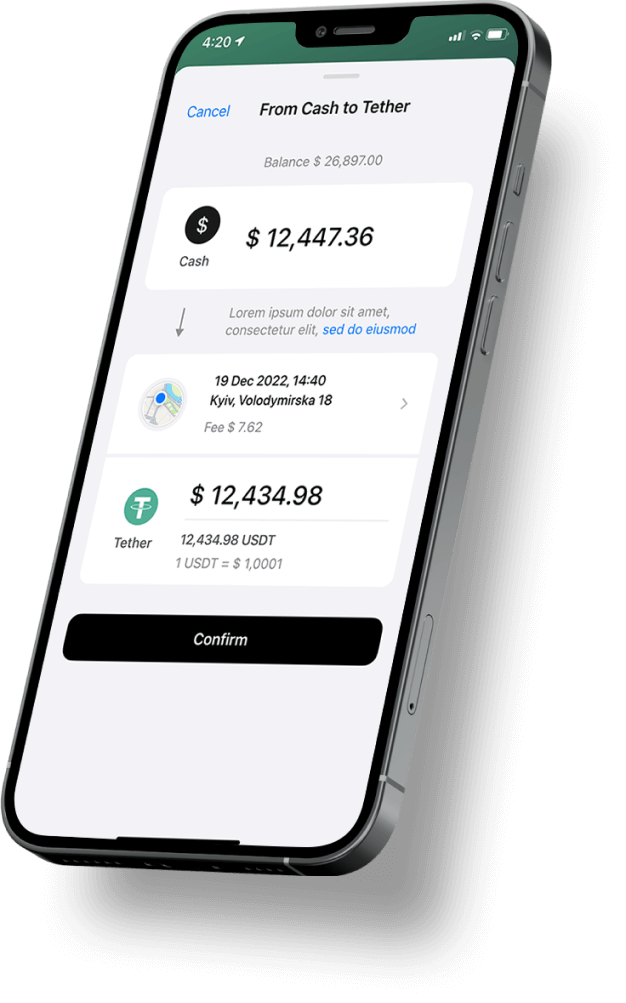 4:20
Cancel
From Cash to Tether
Balance $ 26,897.00
$
$ 12,447.36
Cash
Lorem ipsum dolor sit amet,
consectetur elit, sed do eiusmod
19 Dec 2022, 14:40
Kyiv, Volodymirska 18
Fee $ 7.62
$ 12,434.98
Tether
12,434.98 USDT
1 USDT = $ 1,0001
Confirm